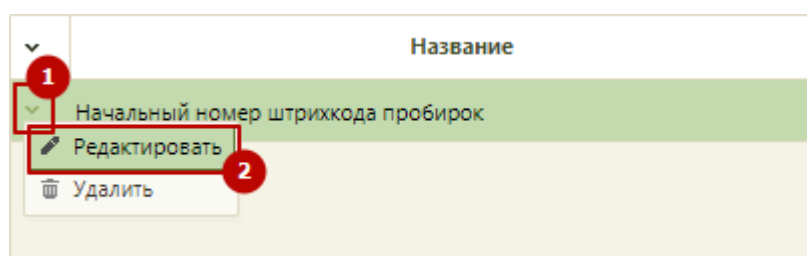 Название
1
Начальный номер штрихкода пробирок
Редактировать
2
Удалить